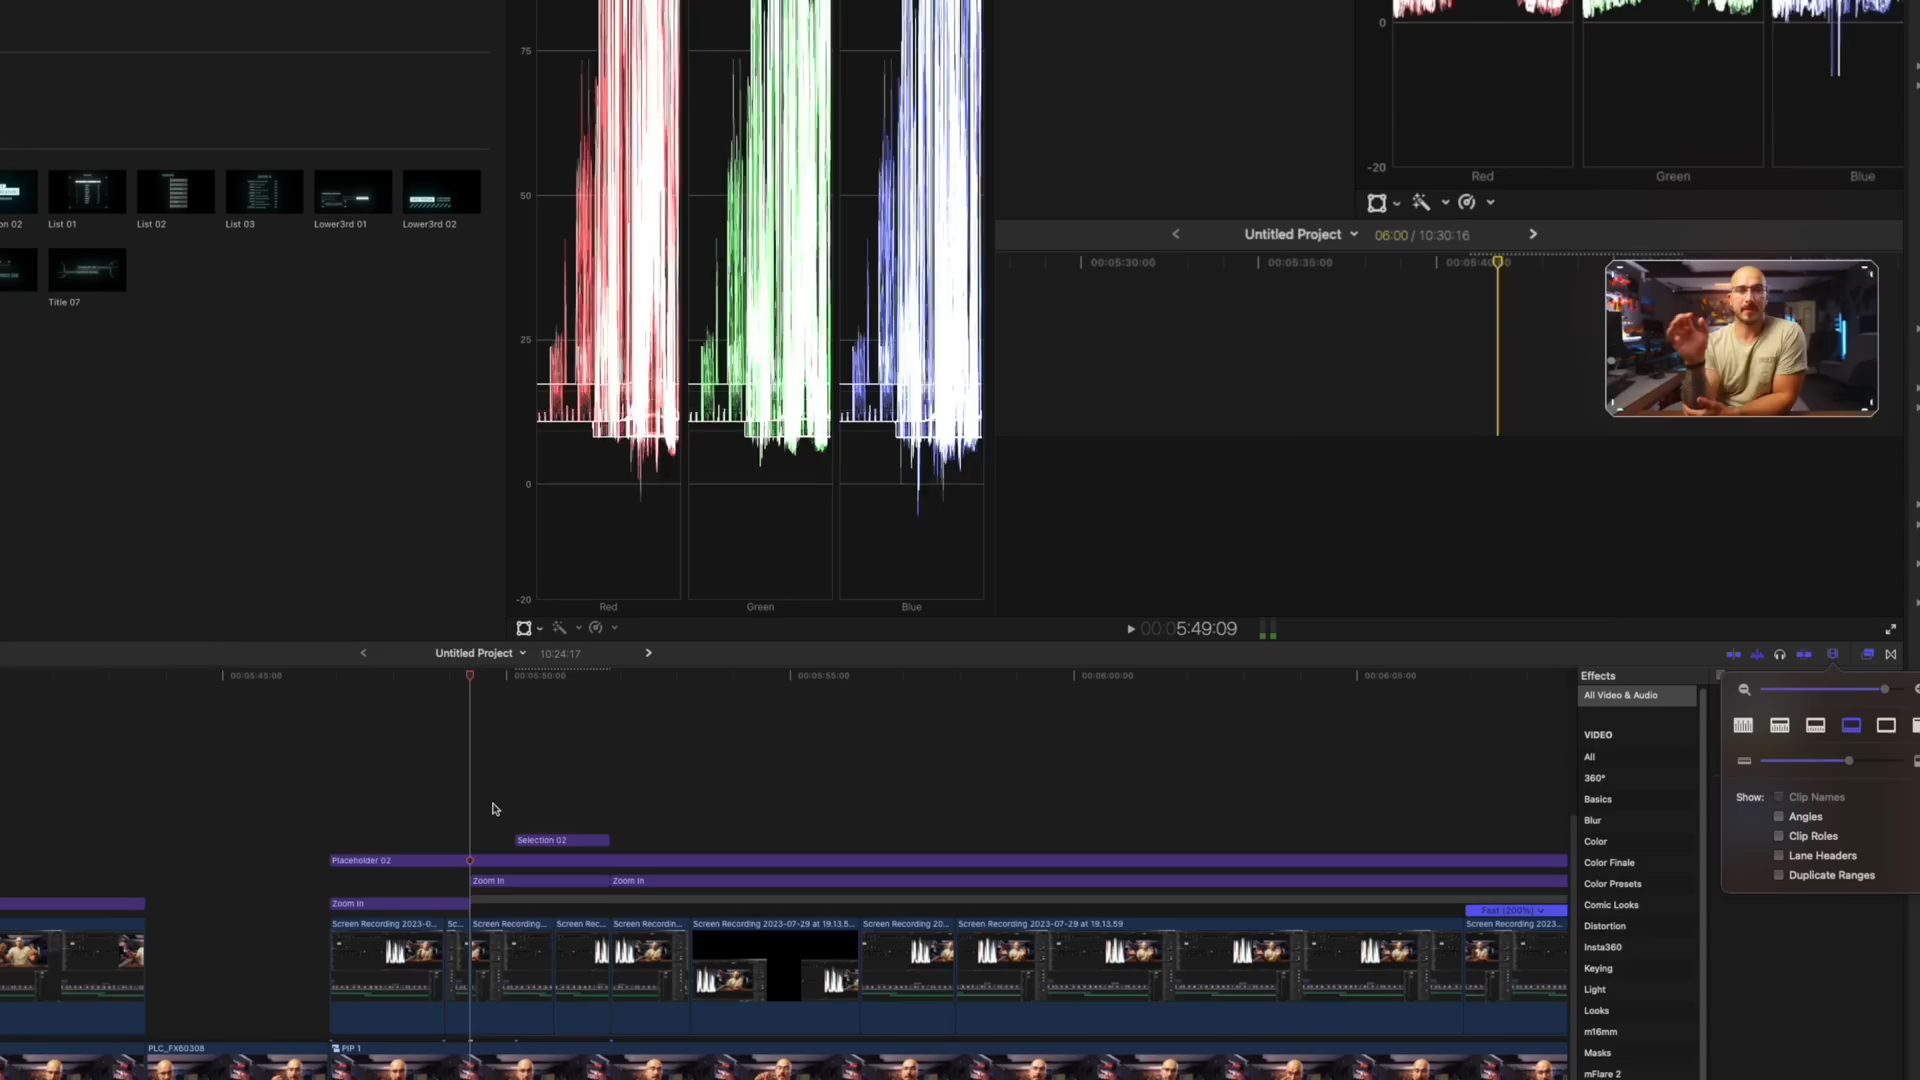 0
-20
Red
Green
Blue
75
50
25
0
-20
Red
Green
Blue
on 02
List 01
List 02
List 03
Lower3rd 01
Lower3rd 02
Title 07
Untitled Project
06:00 / 10:30:16
00:05:30:00
00:05:35:00
00:05:40:00
00:05:49:09
Untitled Project
10:24:17
00:05:45:00
00:05:50:00
00:05:55:00
00:06:00:00
00:06:05:00
Effects
All Video & Audio
VIDEO
All
360°
Basics
Blur
Color
Color Finale
Color Presets
Comic Looks
Distortion
Insta360
Keying
Light
Looks
m16mm
Masks
mFlare 2
Show:
Clip Names
Angles
Clip Roles
Lane Headers
Duplicate Ranges
Selection 02
Placeholder 02
Zoom In
Zoom In
Zoom In
Fast (200%)
Screen Recording 2023-0...
Sc...
Screen Recording...
Screen Rec...
Screen Recordin...
Screen Recording 2023-07-29 at 19.13.5...
Screen Recording 20...
Screen Recording 2023-07-29 at 19.13.59
Screen Recording 2023...
PLC_FX60308
PIP 1